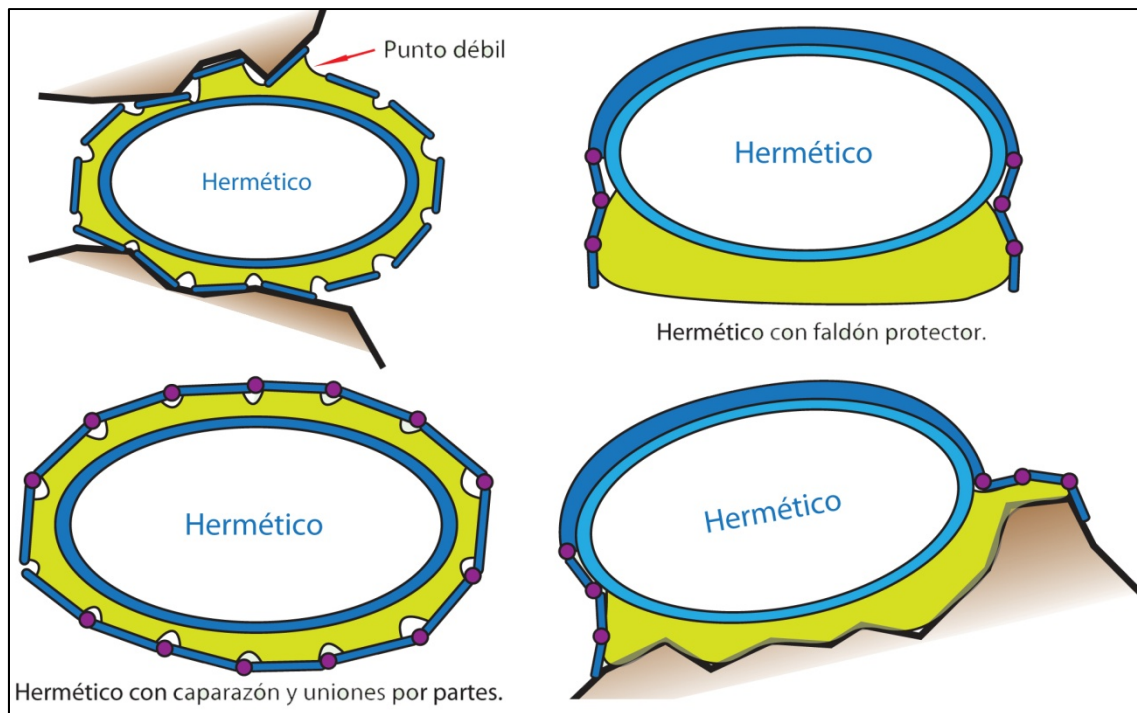 Punto débil
Hermético
Hermético
Hermético con faldón protector.
Hermético
Hermético
Hermético con caparazón y uniones por partes.